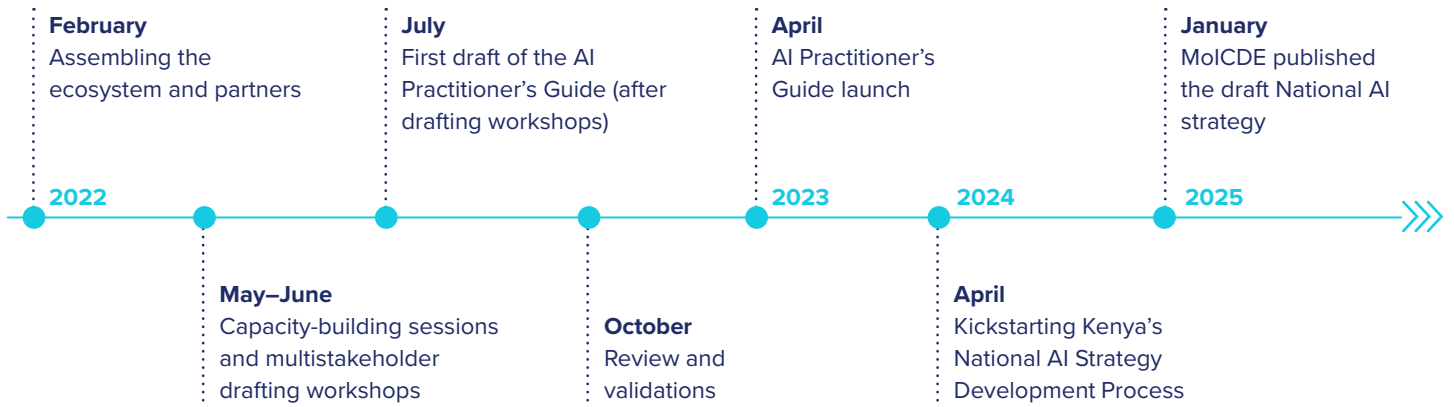 February
Assembling the
ecosystem and partners
July
First draft of the AI
Practitioner’s Guide (after
drafting workshops)
April
AI Practitioner’s
Guide launch
January
MoICDE published
the draft National AI
strategy
2022
2023
2024
2025
May–June
Capacity-building sessions
and multistakeholder
drafting workshops
October
Review and
validations
April
Kickstarting Kenya’s
National AI Strategy
Development Process